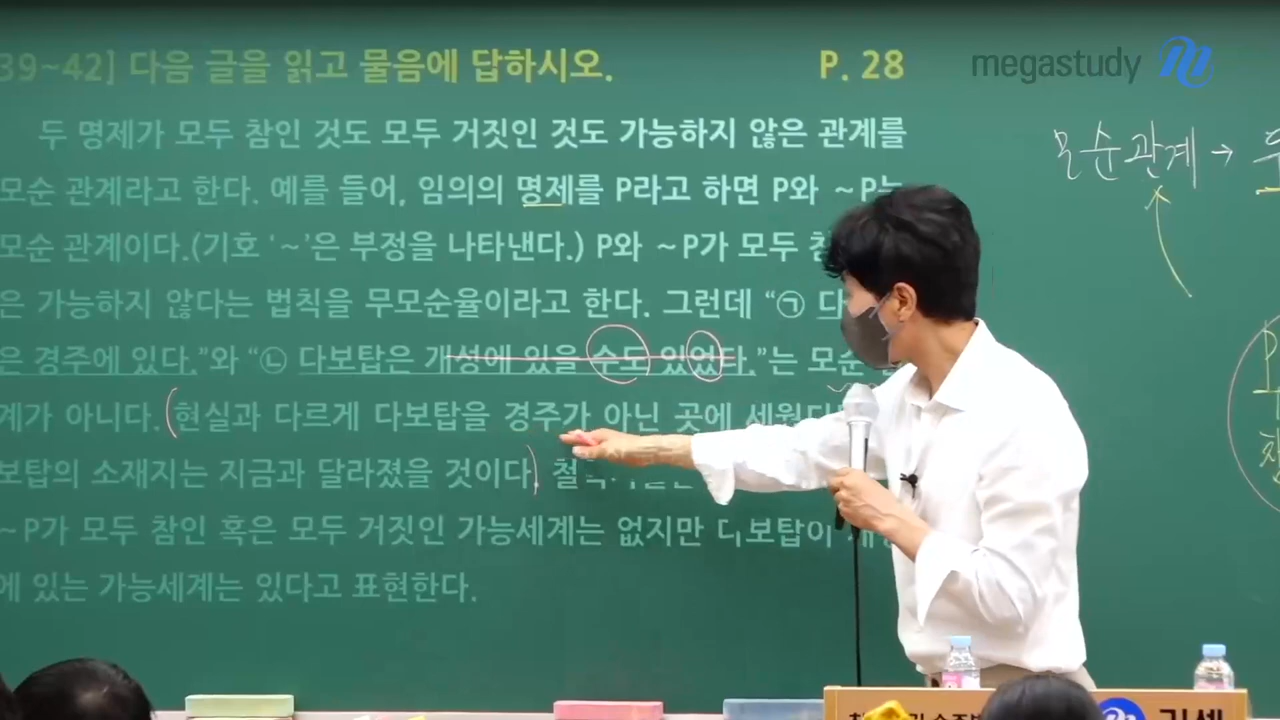 39~42] 다음 글을 읽고 물음에 답하시오. P. 28
megastudy
두 명제가 모두 참인 것도 모두 거짓인 것도 가능하지 않은 관계를
모순 관계라고 한다. 예를 들어, 임의의 명제를 P라고 하면 P와 ~P는
모순 관계이다.(기호 '~'은 부정을 나타낸다.) P와 ~P가 모두
은 가능하지 않다는 법칙을 무모순율이라고 한다. 그런데 “㉠
은 경주에 있다.”와 “㉡ 다보탑은 개성에 있을 수도 있었다.”는 모순
계가 아니다. 현실과 다르게 다보탑을 경주가 아닌 곳에
보탑의 소재지는 지금과 달라졌을 것이다.
~P가 모두 참인 혹은 모두 거짓인 가능세계는 없지만 다보탑이
에 있는 가능세계는 있다고 표현한다.
모순관계 →
P